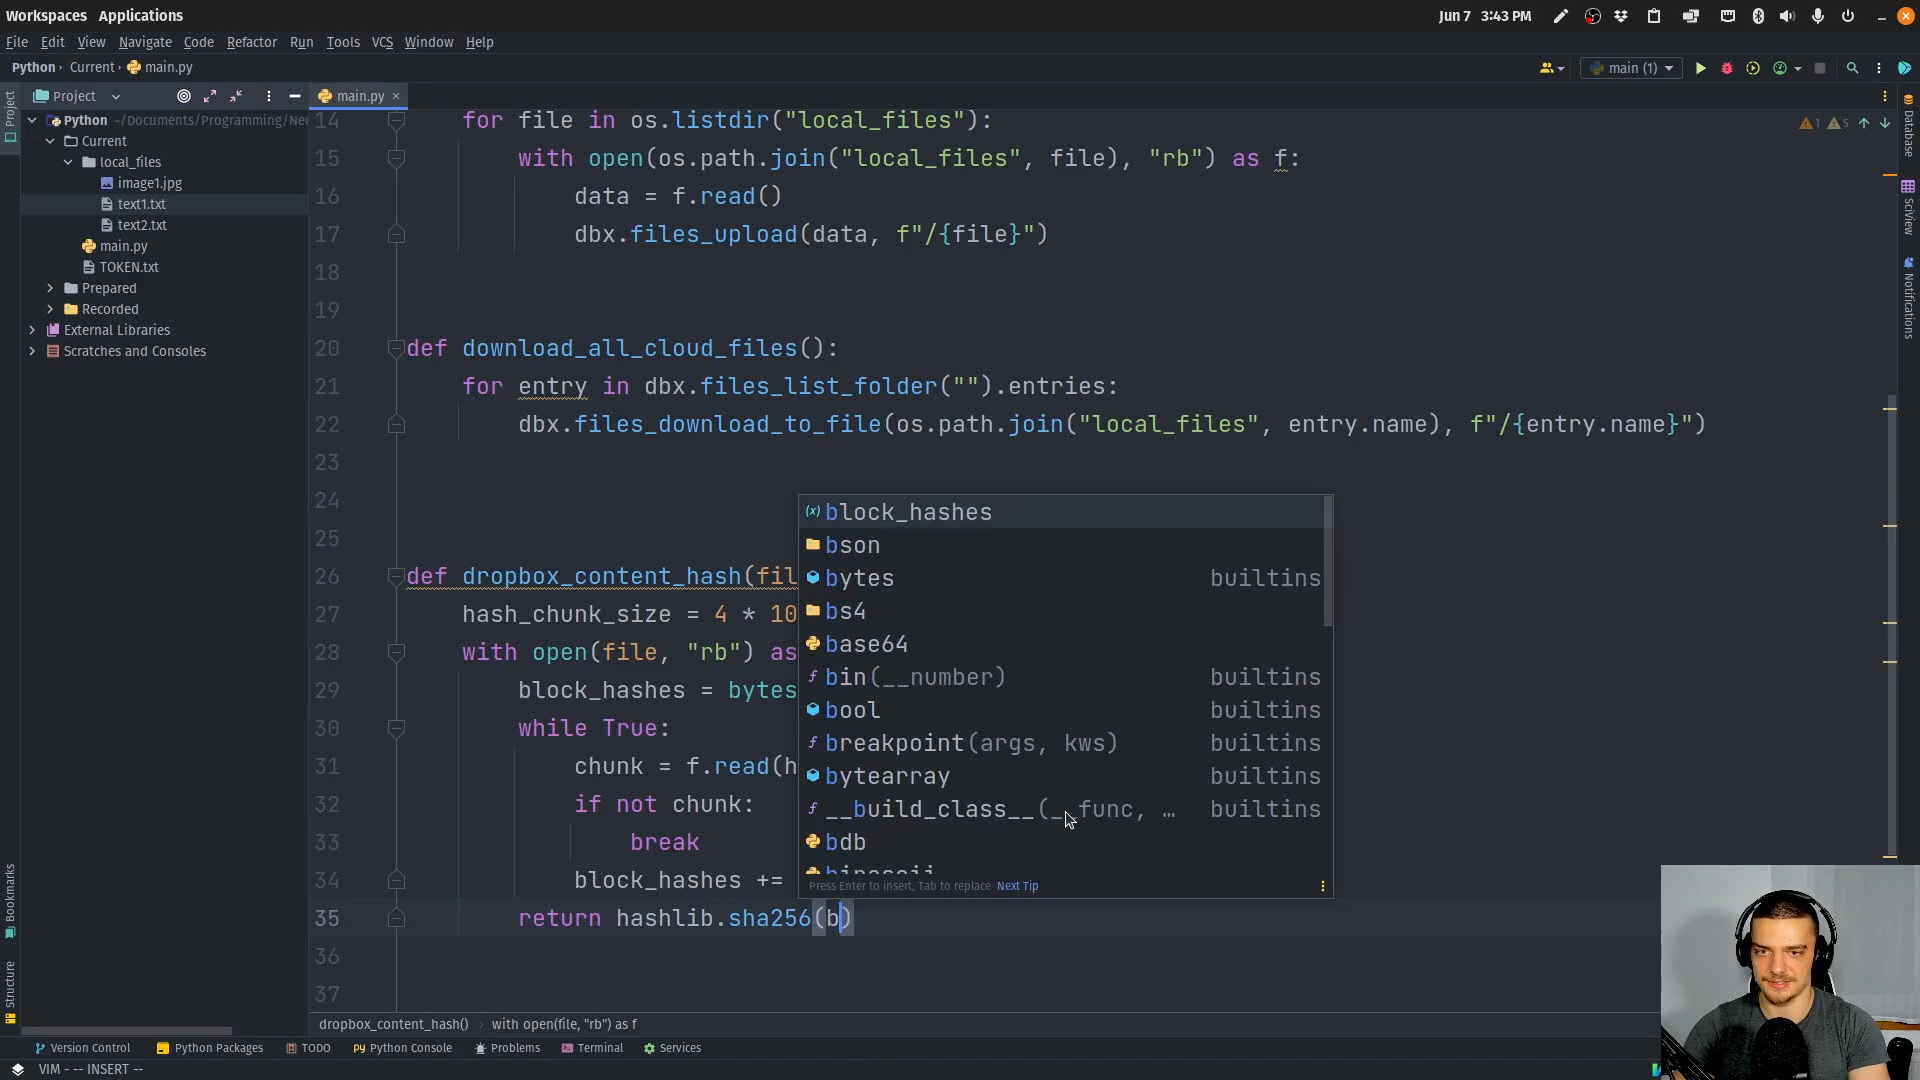 Workspaces Applications
Jun 7 3:43 PM
File Edit View Navigate Code Refactor Run Tools VCS Window Help
Python Current main.py
main (1)
Project
main.py
Project
Python ~/Documents/Programming/Neu
Current
local_files
image1.jpg
text1.txt
text2.txt
main.py
TOKEN.txt
Prepared
Recorded
External Libraries
Scratches and Consoles
1 5
14 for file in os.listdir("local_files"):
15 with open(os.path.join("local_files", file), "rb") as f:
16 data = f.read()
17 dbx.files_upload(data, f"/{file}")
18
19
20 def download_all_cloud_files():
21 for entry in dbx.files_list_folder("").entries:
22 dbx.files_download_to_file(os.path.join("local_files", entry.name), f"/{entry.name}")
23
24
25
26 def dropbox_content_hash(fil
27 hash_chunk_size = 4 * 10
28 with open(file, "rb") as
29 block_hashes = bytes
30 while True:
31 chunk = f.read(h
32 if not chunk:
33 break
34 block_hashes +=
35 return hashlib.sha256(b)
36
37
block_hashes
bson
bytes builtins
bs4
base64
bin(__number) builtins
bool builtins
breakpoint(args, kws) builtins
bytearray builtins
__build_class__(__func, … builtins
bdb
binascii
Press Enter to insert, Tab to replace Next Tip
Database
SciView
Notifications
Bookmarks
Structure
dropbox_content_hash() with open(file, "rb") as f
Version Control Python Packages TODO Python Console Problems Terminal Services
VIM - -- INSERT --